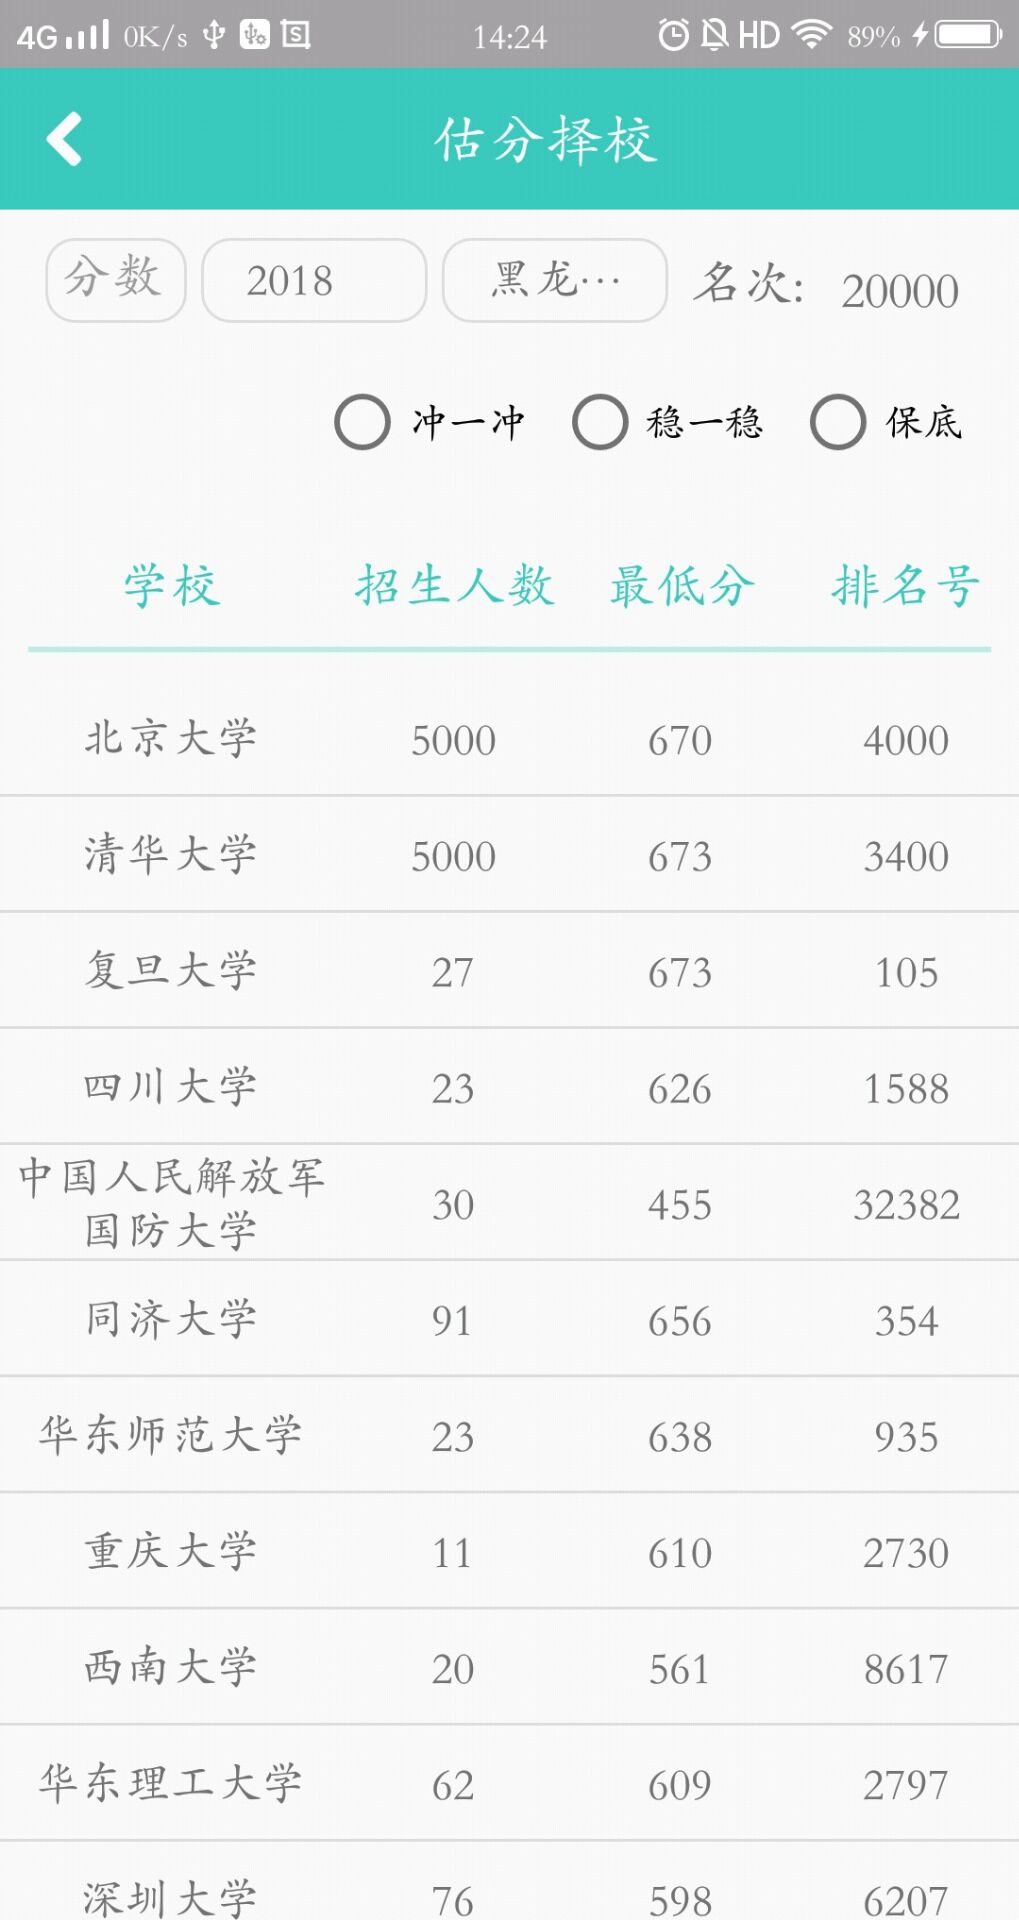 4G 0K/s 14:24 HD 89%
估分择校
分数 2018 黑龙... 名次: 20000
冲一冲 稳一稳 保底
学校 招生人数 最低分 排名号
北京大学 5000 670 4000
清华大学 5000 673 3400
复旦大学 27 673 105
四川大学 23 626 1588
中国人民解放军
国防大学 30 455 32382
同济大学 91 656 354
华东师范大学 23 638 935
重庆大学 11 610 2730
西南大学 20 561 8617
华东理工大学 62 609 2797
深圳大学 76 598 6207